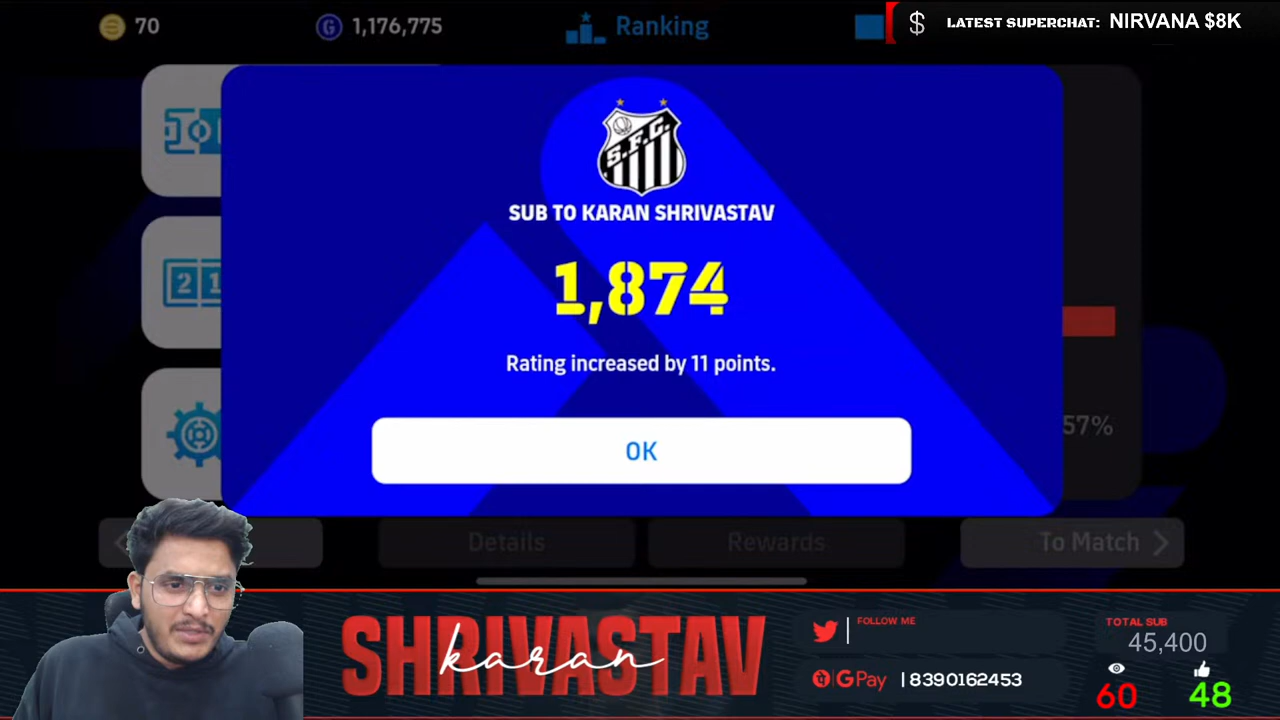 70
1,176,775
Ranking
$ LATEST SUPERCHAT: NIRVANA $8K
S.F.C.
SUB TO KARAN SHRIVASTAV
1,874
Rating increased by 11 points.
OK
2 1
57%
Details
Rewards
To Match
SHRIVASTAV
karan
FOLLOW ME
GPay
8390162453
TOTAL SUB
45,400
60
48